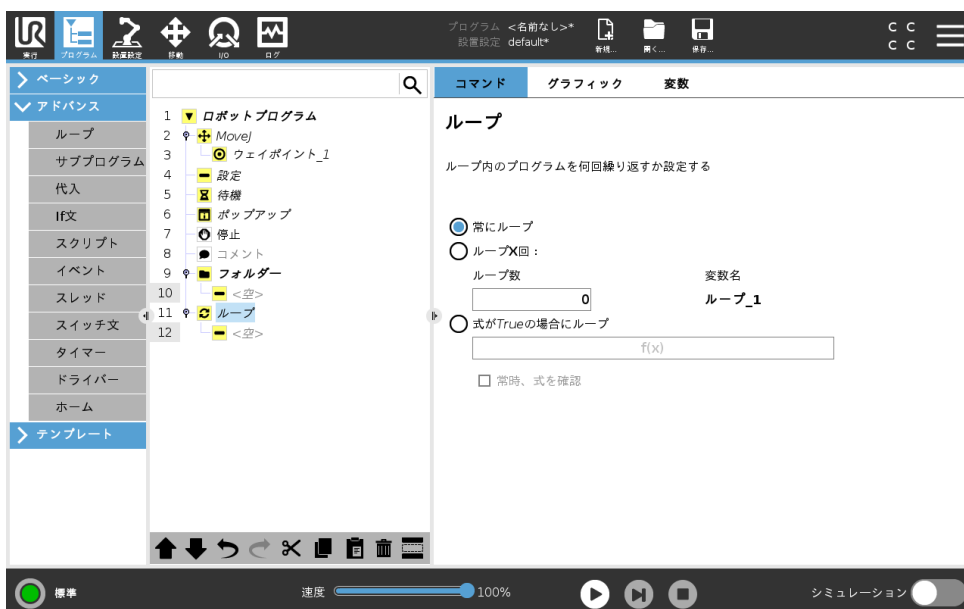 UR
実行
プログラム
設置設定
移動
I/O
ログ
プログラム <名前なし>*
設置設定 default*
新規...
開く...
保存...
C C
C C
ベーシック
アドバンス
ループ
サブプログラム
代入
If文
スクリプト
イベント
スレッド
スイッチ文
タイマー
ドライバー
ホーム
テンプレート
1 ロボットプログラム
2 MoveJ
3 ウェイポイント_1
4 設定
5 待機
6 ポップアップ
7 停止
8 コメント
9 フォルダー
10 <空>
11 ループ
12 <空>
コマンド グラフィック 変数
ループ
ループ内のプログラムを何回繰り返すか設定する
常にループ
ループX回：
ループ数 変数名
0 ループ_1
式がTrueの場合にループ
f(x)
常時、式を確認
標準
速度 100%
シミュレーション